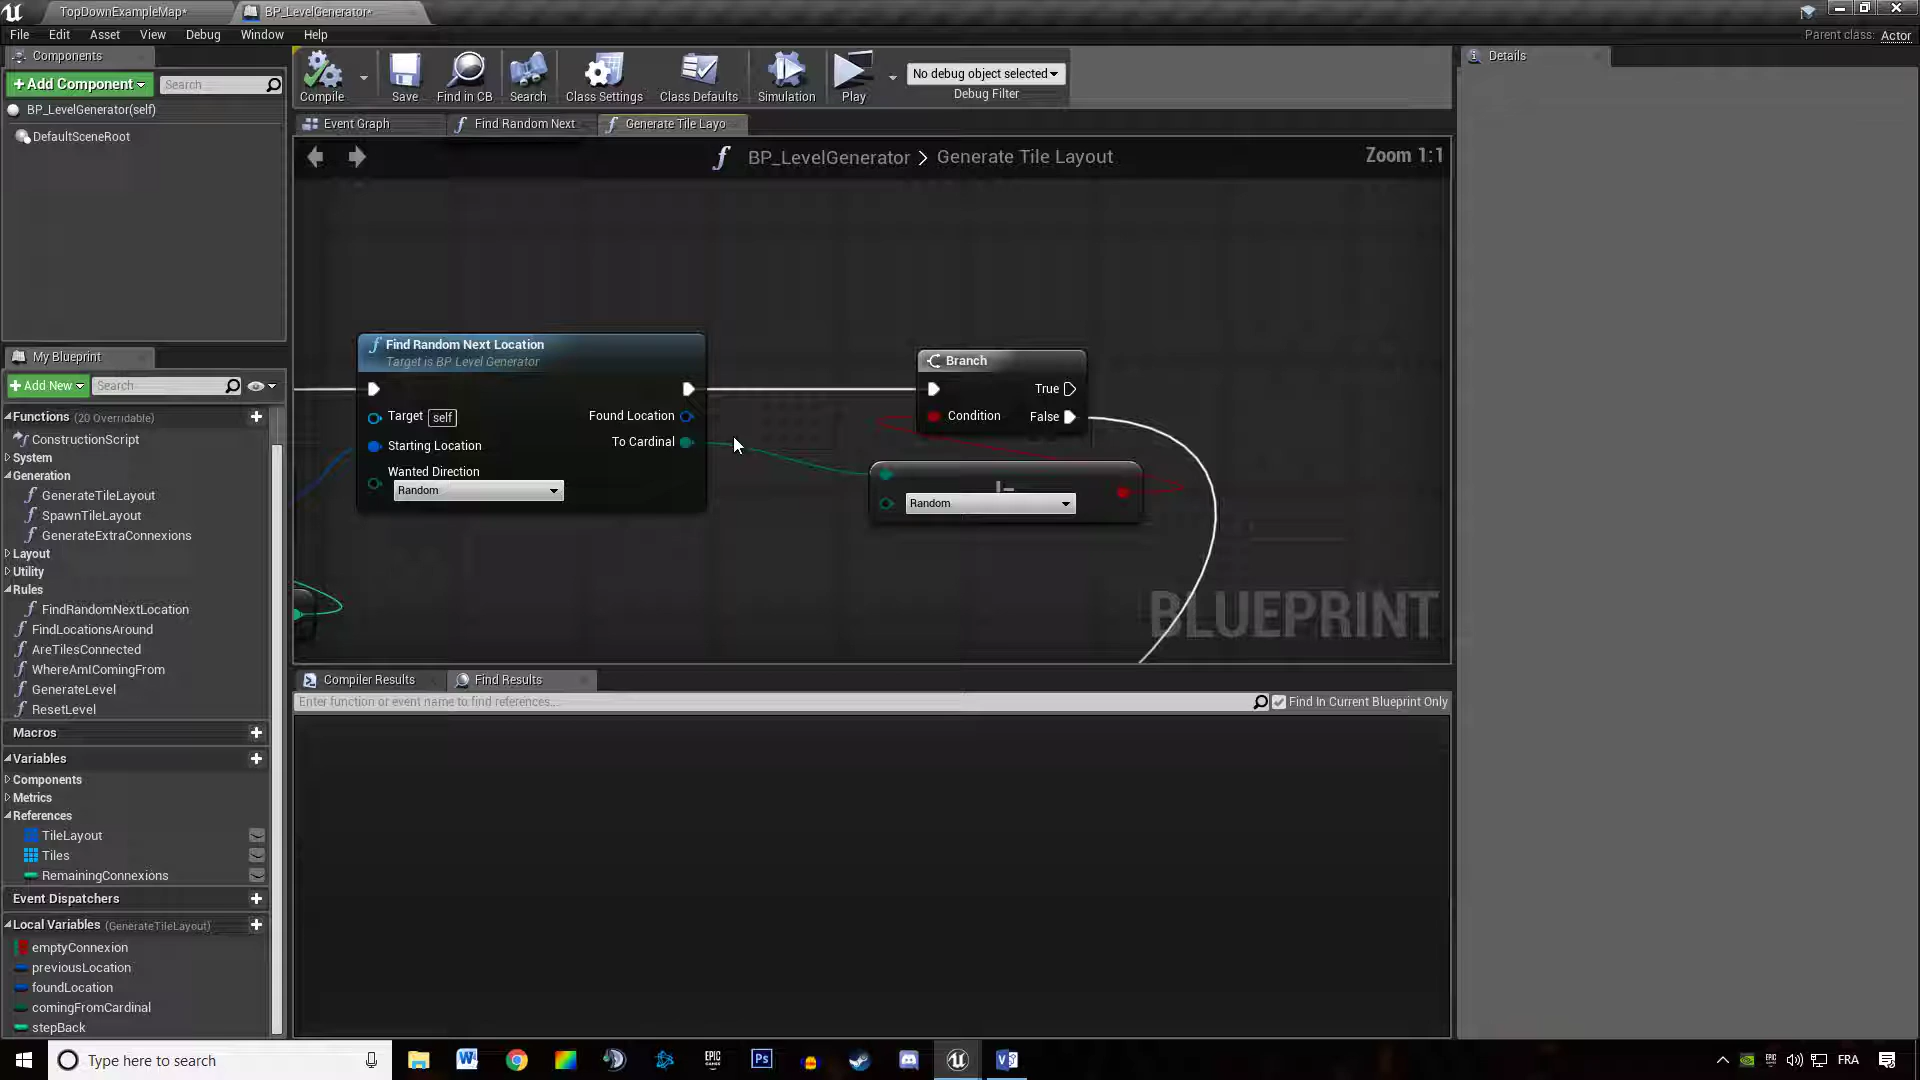 TopDownExampleMap*
BP_LevelGenerator*
File Edit Asset View Debug Window Help
Parent class: Actor
Components
+Add Component
Search
BP_LevelGenerator(self)
DefaultSceneRoot
Compile
Save
Find in CB
Search
Class Settings
Class Defaults
Simulation
Play
No debug object selected
Debug Filter
Details
Event Graph
Find Random Next
Generate Tile Layo
BP_LevelGenerator > Generate Tile Layout
Zoom 1:1
Find Random Next Location
Target is BP Level Generator
Target self
Found Location
Starting Location
To Cardinal
Wanted Direction
Random
Branch
True
Condition
False
Random
BLUEPRINT
My Blueprint
+Add New
Search
Functions (20 Overridable)
ConstructionScript
System
Generation
GenerateTileLayout
SpawnTileLayout
GenerateExtraConnexions
Layout
Utility
Rules
FindRandomNextLocation
FindLocationsAround
AreTilesConnected
WhereAmIComingFrom
GenerateLevel
ResetLevel
Macros
Variables
Components
Metrics
References
TileLayout
Tiles
RemainingConnexions
Event Dispatchers
Local Variables (GenerateTileLayout)
emptyConnexion
previousLocation
foundLocation
comingFromCardinal
stepBack
Compiler Results
Find Results
Enter function or event name to find references...
Find In Current Blueprint Only
Type here to search
EPIC GAMES
Ps
FRA